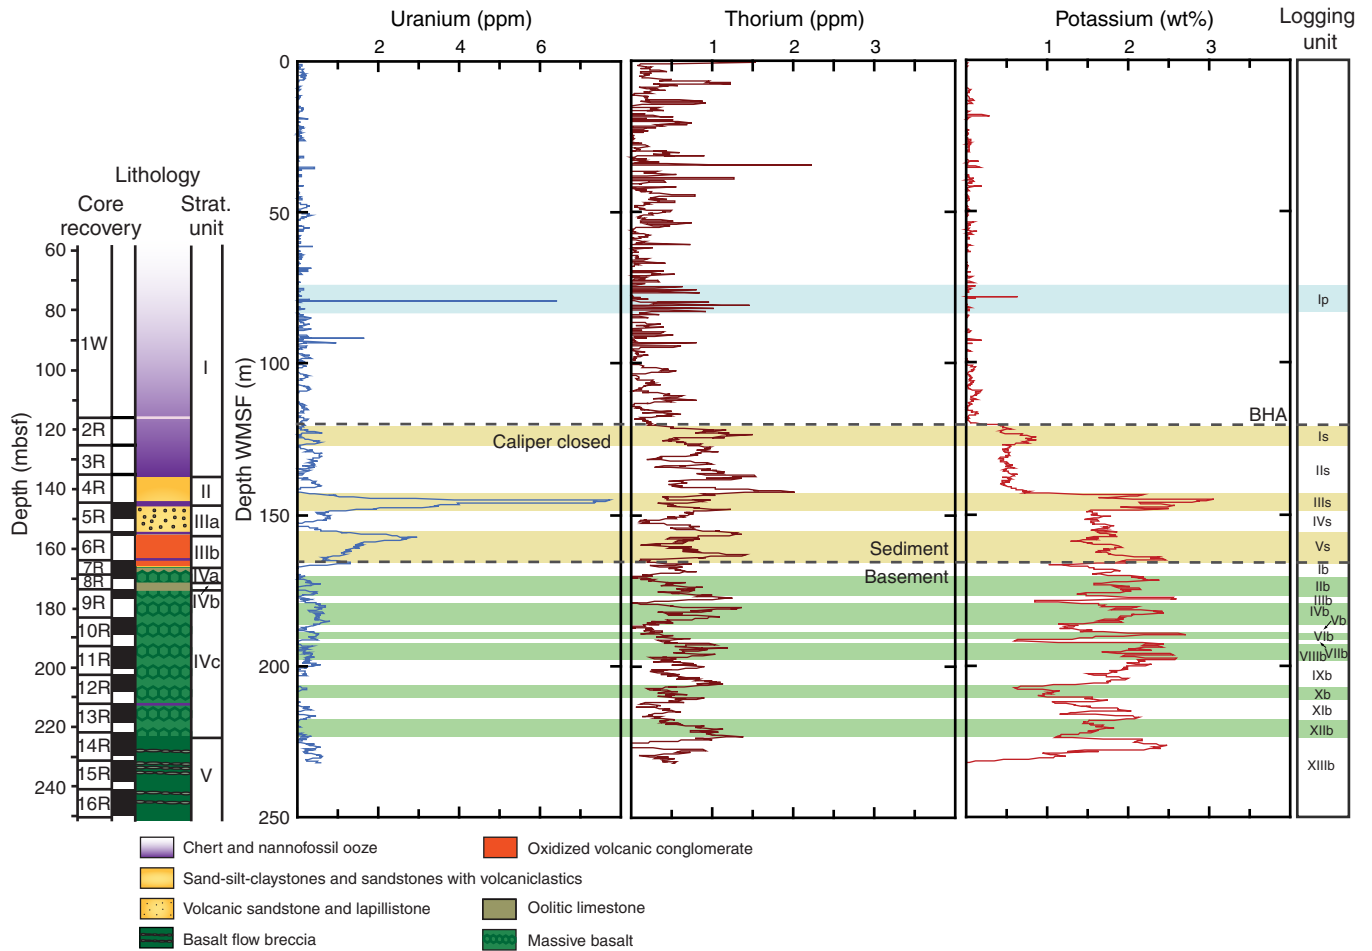 Uranium (ppm)
Thorium (ppm)
Potassium (wt%)
Logging
unit
2
4
6
1
2
3
1
2
3
0
50
100
150
200
250
Depth WMSF (m)
Lithology
Core
recovery
Strat.
unit
Depth (mbsf)
60
80
100
120
140
160
180
200
220
240
1W
2R
3R
4R
5R
6R
7R
8R
9R
10R
11R
12R
13R
14R
15R
16R
I
II
IIIa
IIIb
IVa
IVb
IVc
V
BHA
Caliper closed
Sediment
Basement
Ip
Is
IIs
IIIs
IVs
Vs
Ib
IIb
IIIb
IVb
Vb
VIb
VIIb
VIIIb
IXb
Xb
XIb
XIIb
XIIIb
Chert and nannofossil ooze
Oxidized volcanic conglomerate
Sand-silt-claystones and sandstones with volcaniclastics
Volcanic sandstone and lapillistone
Oolitic limestone
Basalt flow breccia
Massive basalt